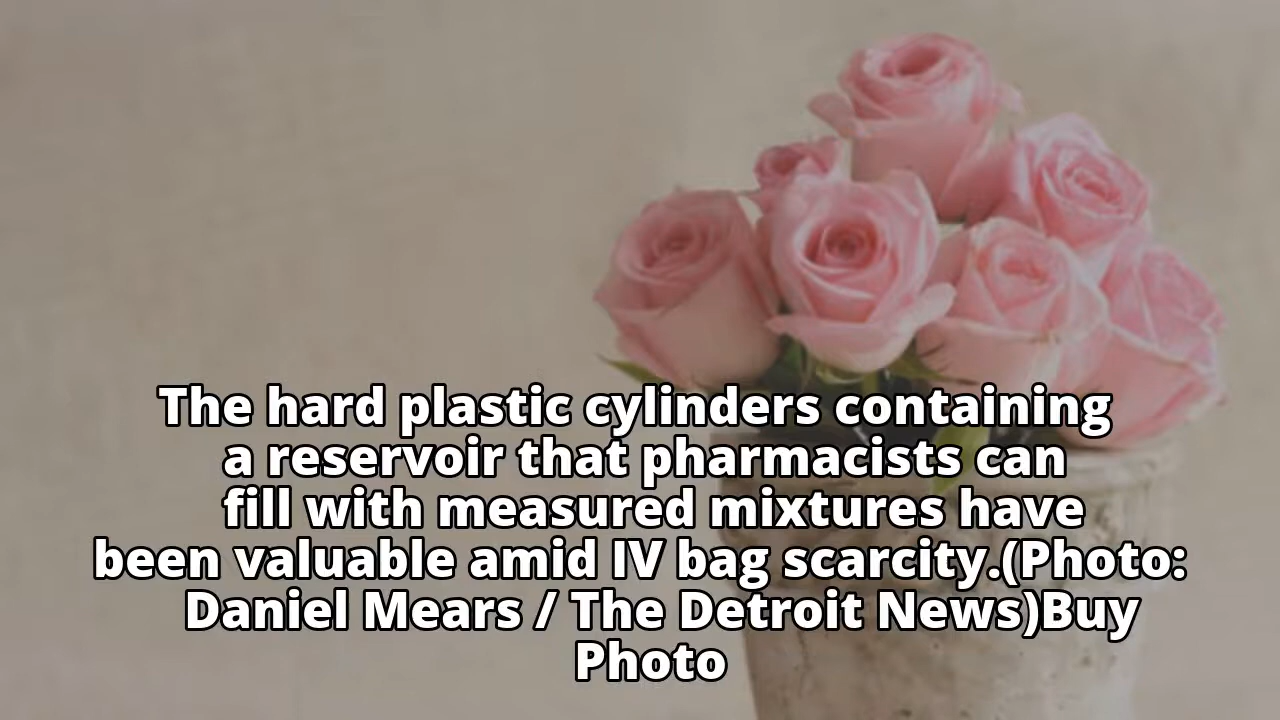 The hard plastic cylinders containing
a reservoir that pharmacists can
fill with measured mixtures have
been valuable amid IV bag scarcity.(Photo:
Daniel Mears / The Detroit News)Buy
Photo